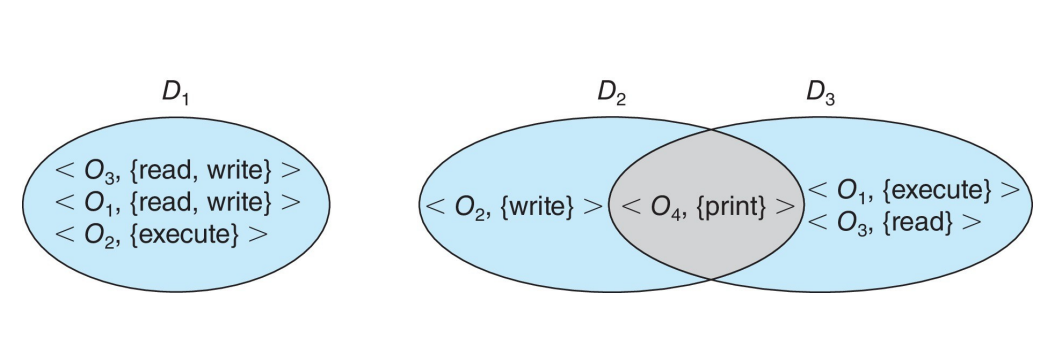 D₁
< O₃, {read, write} >
< O₁, {read, write} >
< O₂, {execute} >
D₂
D₃
< O₂, {write} >
< O₄, {print} >
< O₁, {execute} >
< O₃, {read} >